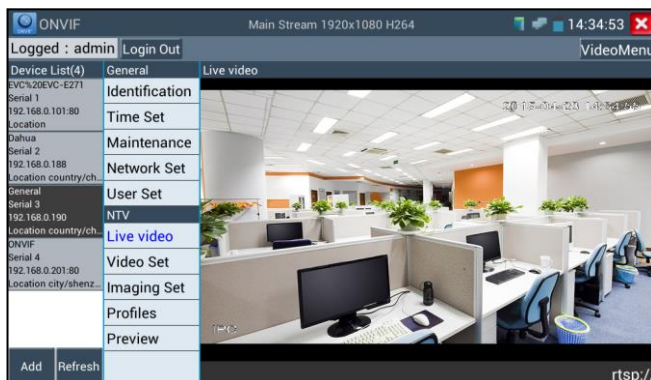 ONVIF
Main Stream 1920x1080 H264
14:34:53
Logged : admin
Login Out
VideoMenu
Device List(4)
General
Live video
EVC%20EVC-E271
Serial 1
192.168.0.101:80
Location
Dahua
Serial 2
192.168.0.188
Location country/ch...
General
Serial 3
192.168.0.190
Location country/ch...
ONVIF
Serial 4
192.168.0.201:80
Location city/shenz...
Add
Refresh
Identification
Time Set
Maintenance
Network Set
User Set
NTV
Live video
Video Set
Imaging Set
Profiles
Preview
IPC
rtsp:/